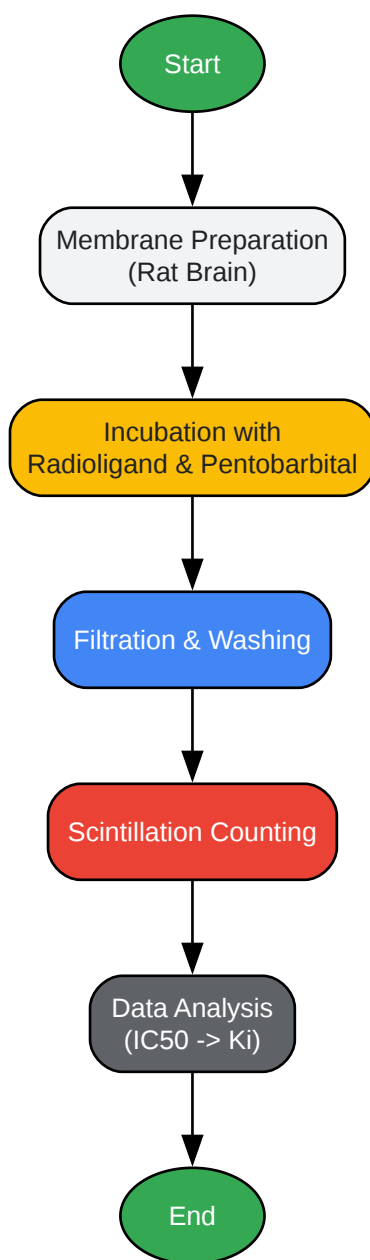 Start
Membrane Preparation
(Rat Brain)
Incubation with
Radioligand & Pentobarbital
Filtration & Washing
Scintillation Counting
Data Analysis
(IC50 -> Ki)
End